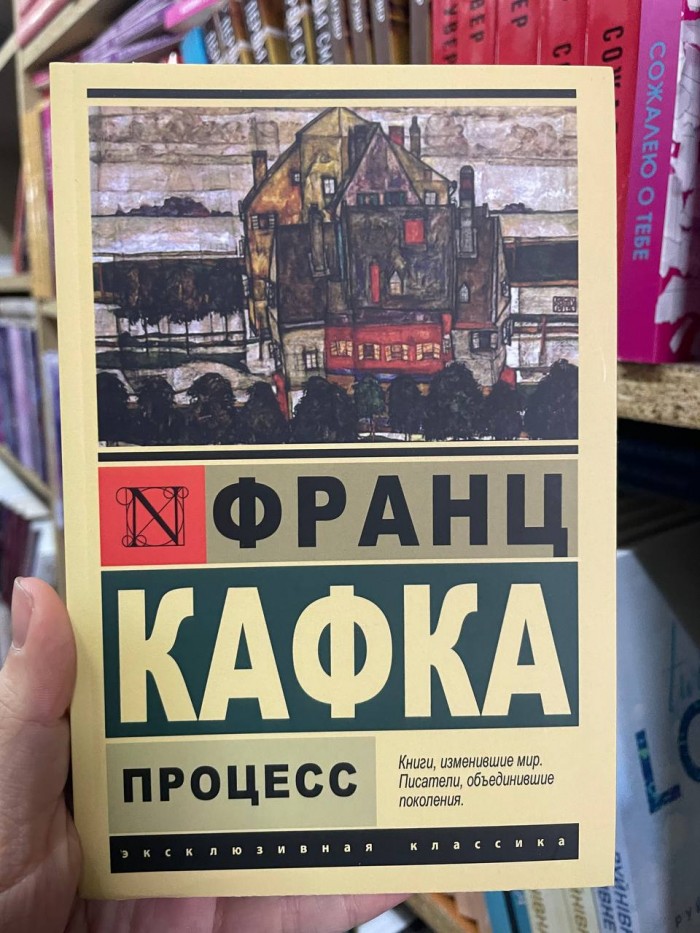 N
ФРАНЦ
КАФКА
ПРОЦЕСС
Книги, изменившие мир.
Писатели, объединившие
поколения.
эксклюзивная классика
СОЖАЛЕЮ О ТЕБЕ